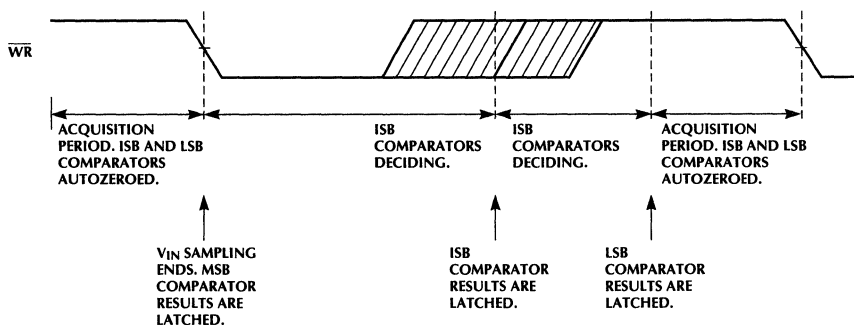 WR
ACQUISITION
PERIOD. ISB AND LSB
COMPARATORS
AUTOZEROED.
ISB
COMPARATORS
DECIDING.
ISB
COMPARATORS
DECIDING.
ACQUISITION
PERIOD. ISB AND LSB
COMPARATORS
AUTOZEROED.
VIN SAMPLING
ENDS. MSB
COMPARATOR
RESULTS ARE
LATCHED.
ISB
COMPARATOR
RESULTS ARE
LATCHED.
LSB
COMPARATOR
RESULTS ARE
LATCHED.